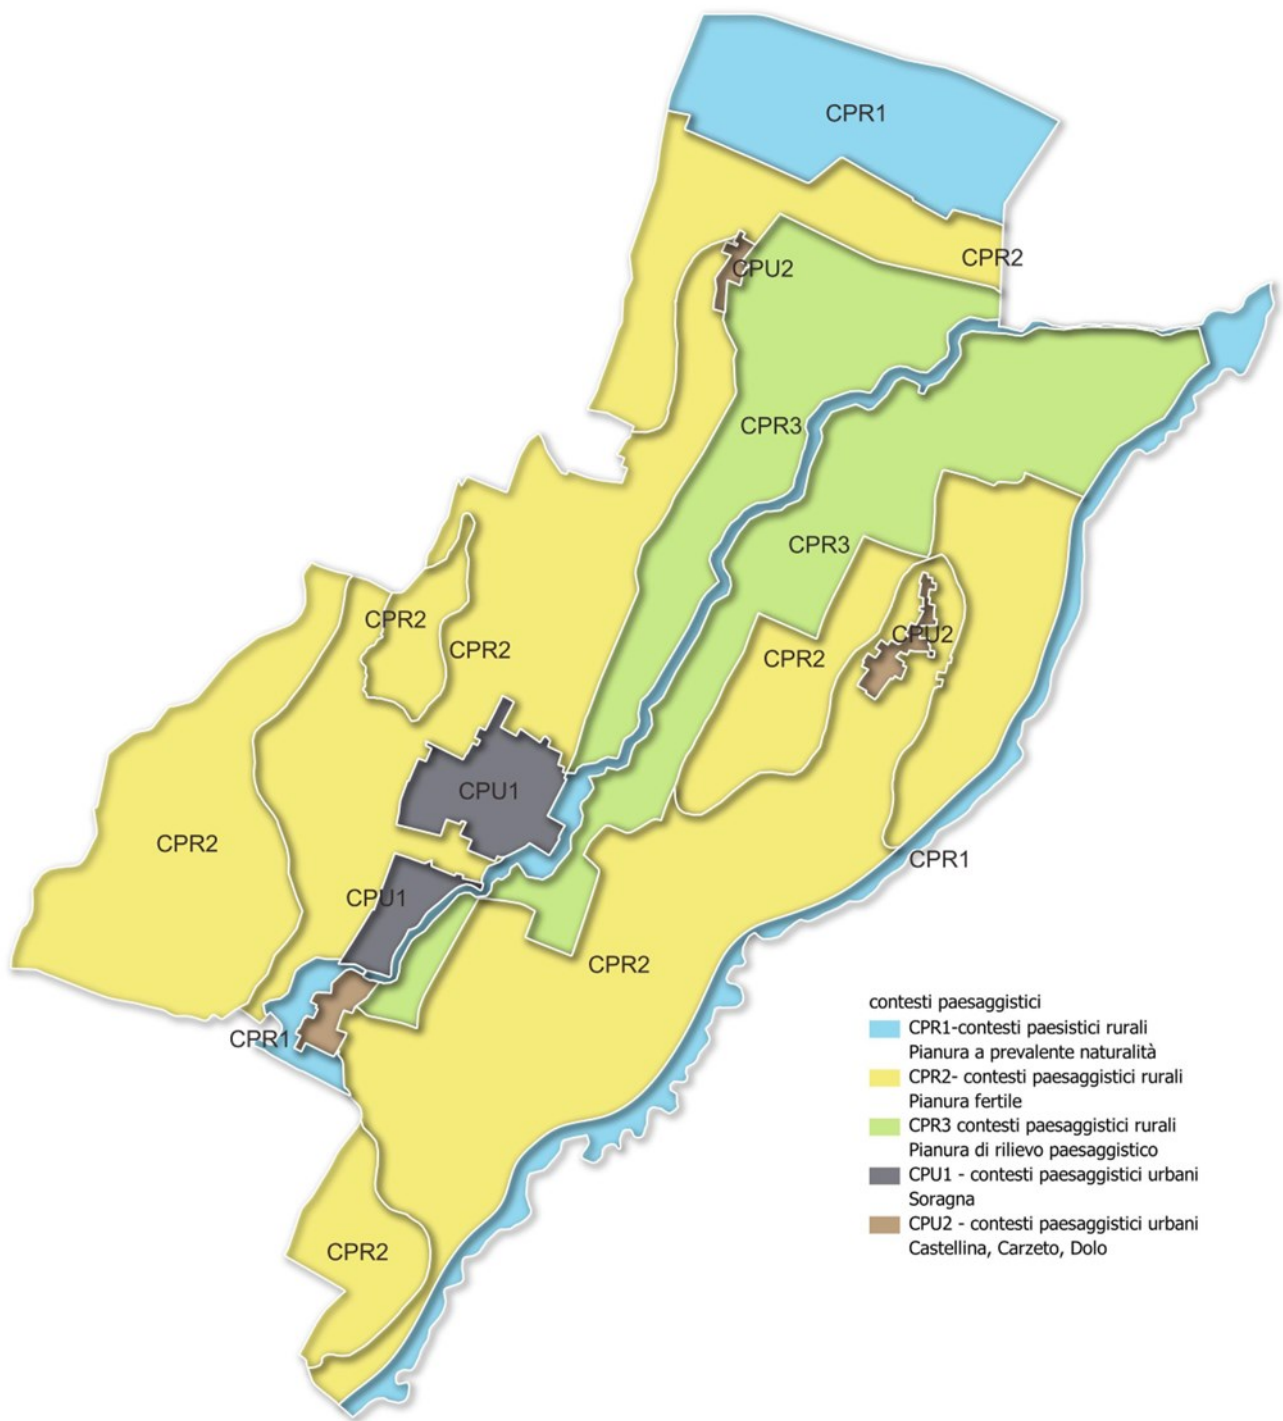 CPR1
CPR2
CPU2
CPR3
CPR3
CPR2
CPU2
CPR2
CPR2
CPU1
CPR2
CPR1
CPU1
CPR2
CPR1
CPR2
contesti paesaggistici
CPR1-contesti paesistici rurali
Pianura a prevalente naturalità
CPR2- contesti paesaggistici rurali
Pianura fertile
CPR3 contesti paesaggistici rurali
Pianura di rilievo paesaggistico
CPU1 - contesti paesaggistici urbani
Soragna
CPU2 - contesti paesaggistici urbani
Castellina, Carzeto, Dolo